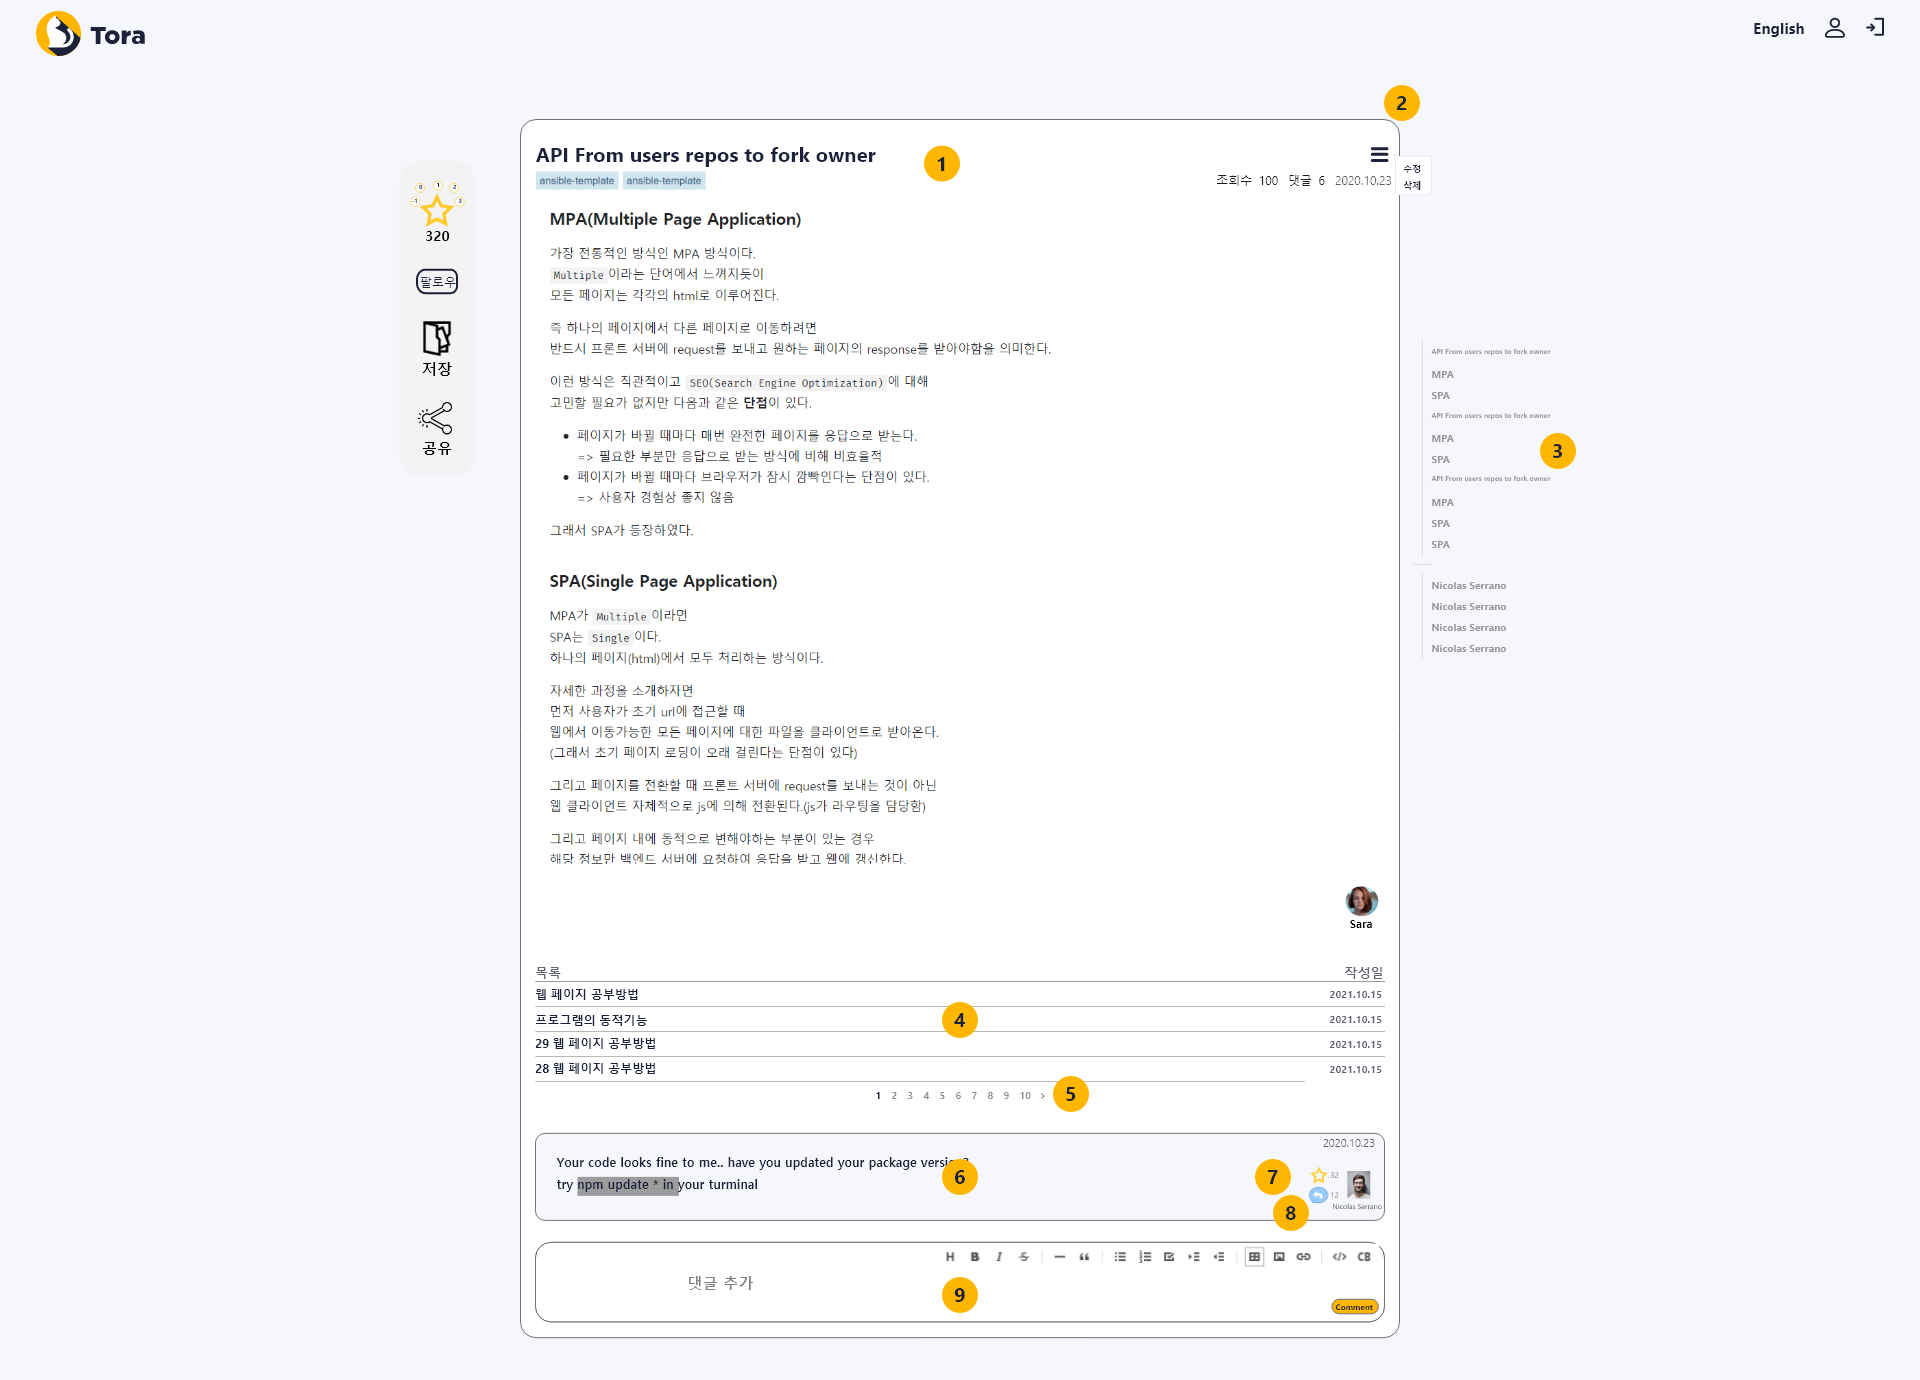 Tora
English
2
API From users repos to fork owner
1
ansible-template ansible-template
조회수 100 댓글 6 2020.10.23
수정
삭제
-1 0 1 2 3
320
팔로우
저장
공유
MPA(Multiple Page Application)
가장 전통적인 방식인 MPA 방식이다.
Multiple 이라는 단어에서 느껴지듯이
모든 페이지는 각각의 html로 이루어진다.
즉 하나의 페이지에서 다른 페이지로 이동하려면
반드시 프론트 서버에 request를 보내고 원하는 페이지의 response를 받아야함을 의미한다.
이런 방식은 직관적이고 SEO(Search Engine Optimization) 에 대해
고민할 필요가 없지만 다음과 같은 단점이 있다.
• 페이지가 바뀔 때마다 매번 완전한 페이지를 응답으로 받는다.
=> 필요한 부분만 응답으로 받는 방식에 비해 비효율적
• 페이지가 바뀔 때마다 브라우저가 잠시 깜빡인다는 단점이 있다.
=> 사용자 경험상 좋지 않음
그래서 SPA가 등장하였다.
SPA(Single Page Application)
MPA가 Multiple 이라면
SPA는 Single 이다.
하나의 페이지(html)에서 모두 처리하는 방식이다.
자세한 과정을 소개하자면
먼저 사용자가 초기 url에 접근할 때
웹에서 이동가능한 모든 페이지에 대한 파일을 클라이언트로 받아온다.
(그래서 초기 페이지 로딩이 오래 걸린다는 단점이 있다)
그리고 페이지를 전환할 때 프론트 서버에 request를 보내는 것이 아닌
웹 클라이언트 자체적으로 js에 의해 전환된다.(js가 라우팅을 담당함)
그리고 페이지 내에 동적으로 변해야하는 부분이 있는 경우
해당 정보만 백엔드 서버에 요청하여 응답을 받고 웹에 갱신한다.
Sara
API From users repos to fork owner
MPA
SPA
API From users repos to fork owner
MPA
3
SPA
API From users repos to fork owner
MPA
SPA
SPA
Nicolas Serrano
Nicolas Serrano
Nicolas Serrano
Nicolas Serrano
목록 작성일
웹 페이지 공부방법 2021.10.15
프로그램의 동적기능 4 2021.10.15
29 웹 페이지 공부방법 2021.10.15
28 웹 페이지 공부방법 2021.10.15
1 2 3 4 5 6 7 8 9 10 > 5
2020.10.23
Your code looks fine to me.. have you updated your package
try npm update * in your turminal
6
7
32
12
8
Nicolas Serrano
H B I S — “ </> CB
댓글 추가
9
Comment